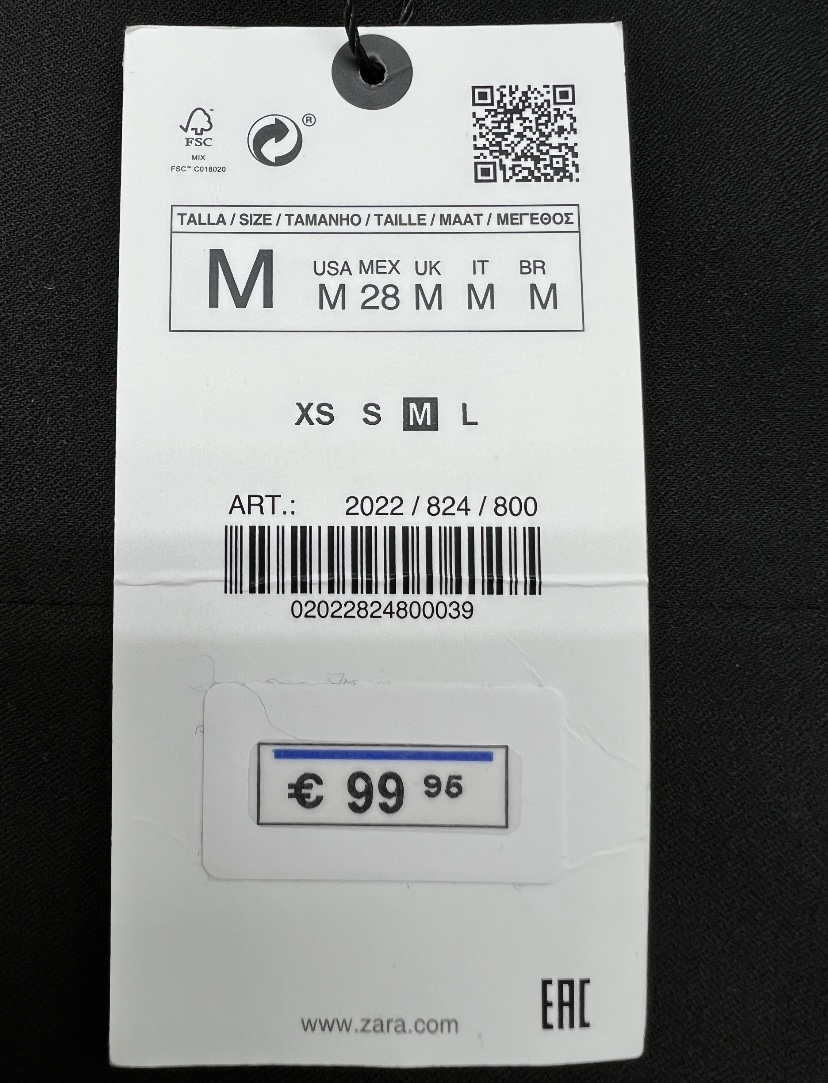 FSC
MIX
FSC™ C018020
®
TALLA / SIZE / TAMANHO / TAILLE / MAAT / ΜΕΓΕΘΟΣ
M
USA MEX UK IT BR
M 28 M M M
XS S M L
ART.: 2022 / 824 / 800
02022824800039
€ 99 95
www.zara.com
EAC